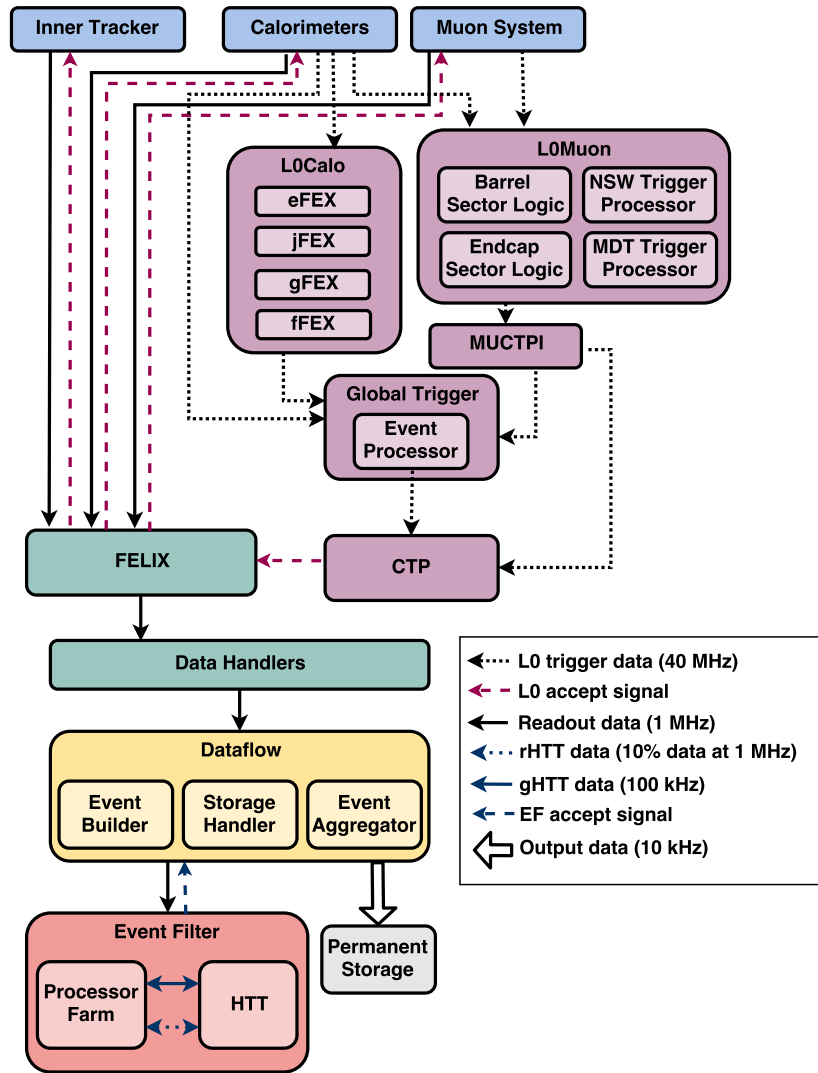 Inner Tracker
Calorimeters
Muon System
L0Calo
eFEX
jFEX
gFEX
fFEX
L0Muon
Barrel
Sector Logic
NSW Trigger
Processor
Endcap
Sector Logic
MDT Trigger
Processor
MUCTPI
Global Trigger
Event
Processor
FELIX
CTP
Data Handlers
Dataflow
Event
Builder
Storage
Handler
Event
Aggregator
Event Filter
Processor
Farm
HTT
Permanent
Storage
L0 trigger data (40 MHz)
L0 accept signal
Readout data (1 MHz)
rHTT data (10% data at 1 MHz)
gHTT data (100 kHz)
EF accept signal
Output data (10 kHz)